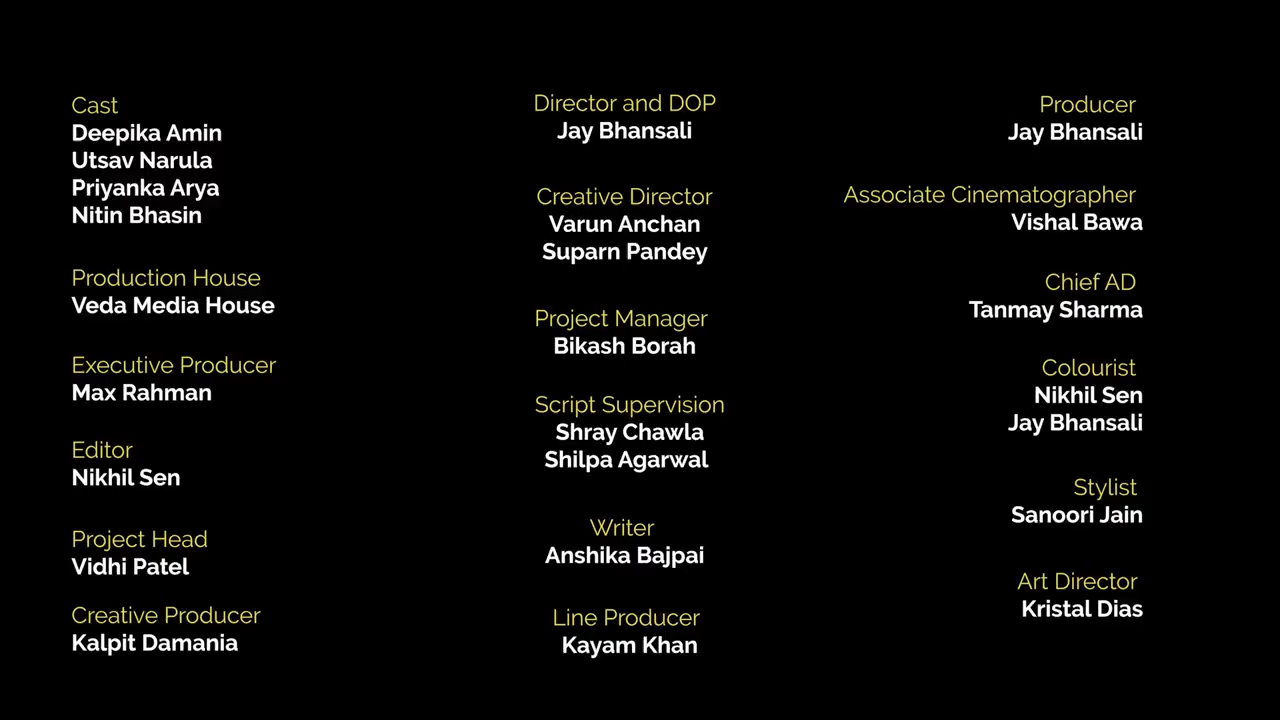 Cast
Deepika Amin
Utsav Narula
Priyanka Arya
Nitin Bhasin
Production House
Veda Media House
Executive Producer
Max Rahman
Editor
Nikhil Sen
Project Head
Vidhi Patel
Creative Producer
Kalpit Damania
Director and DOP
Jay Bhansali
Creative Director
Varun Anchan
Suparn Pandey
Project Manager
Bikash Borah
Script Supervision
Shray Chawla
Shilpa Agarwal
Writer
Anshika Bajpai
Line Producer
Kayam Khan
Producer
Jay Bhansali
Associate Cinematographer
Vishal Bawa
Chief AD
Tanmay Sharma
Colourist
Nikhil Sen
Jay Bhansali
Stylist
Sanoori Jain
Art Director
Kristal Dias